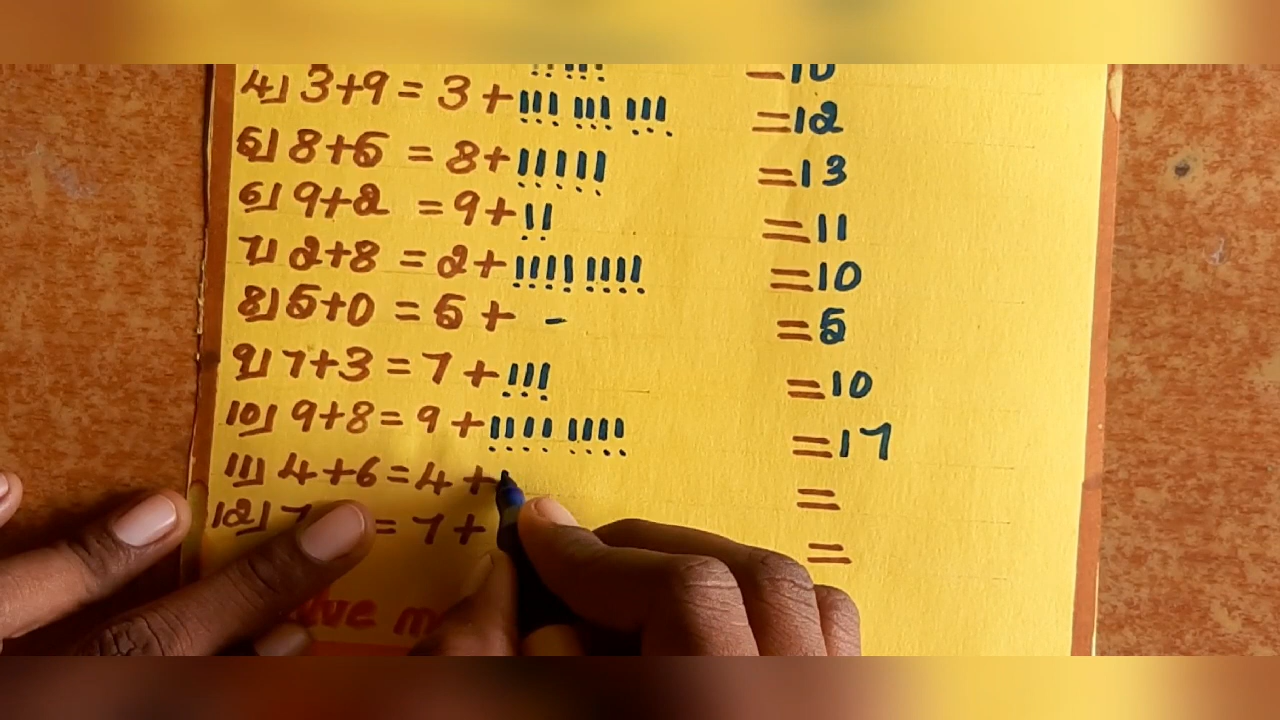 =10
4) 3+9 = 3 + !!! !!! !!! =12
5) 8+5 = 8+ !!!!! =13
6) 9+2 = 9+ !! =11
7) 2+8 = 2+ !!!! !!!! =10
8) 5+0 = 5 + - =5
9) 7+3 = 7 + !!! =10
10) 9+8 = 9 + !!!! !!!! =17
11) 4+6 = 4 + =
12) 7 = 7 + =